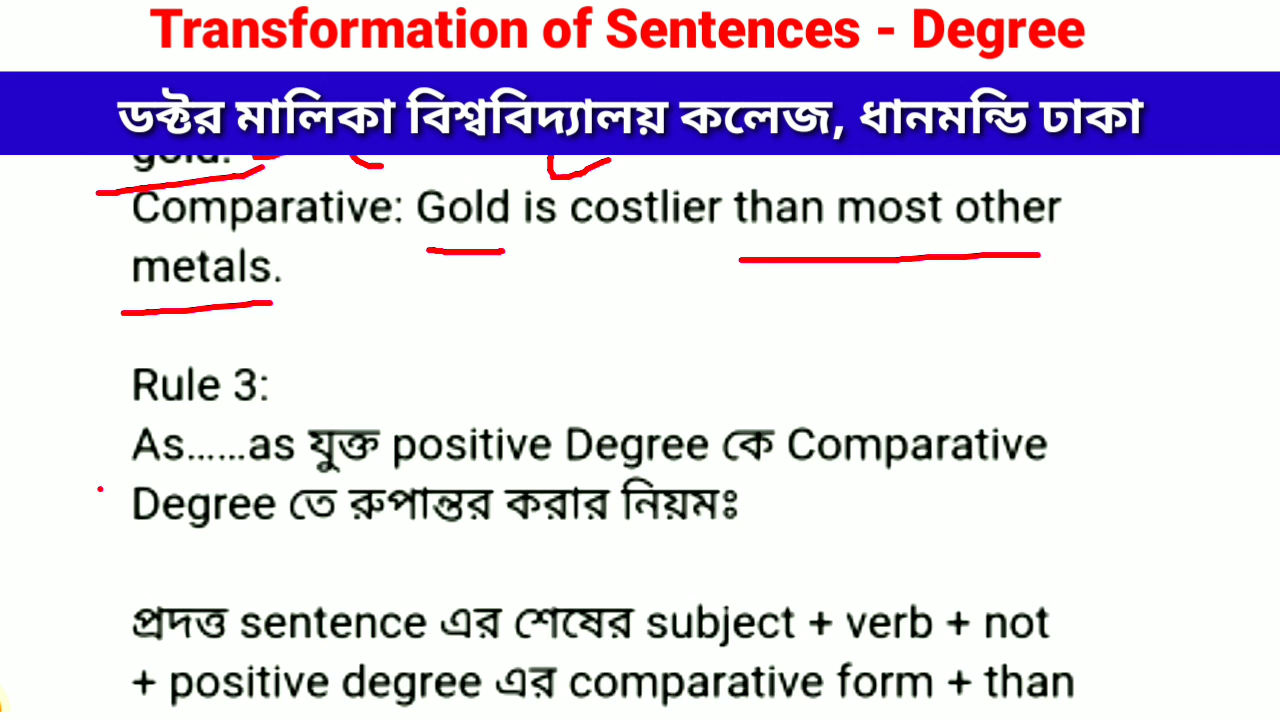 Transformation of Sentences - Degree
ডক্টর মালিকা বিশ্ববিদ্যালয় কলেজ, ধানমন্ডি ঢাকা
gold.
Comparative: Gold is costlier than most other
metals.
Rule 3:
As......as যুক্ত positive Degree কে Comparative
Degree তে রুপান্তর করার নিয়মঃ
প্রদত্ত sentence এর শেষের subject + verb + not
+ positive degree এর comparative form + than